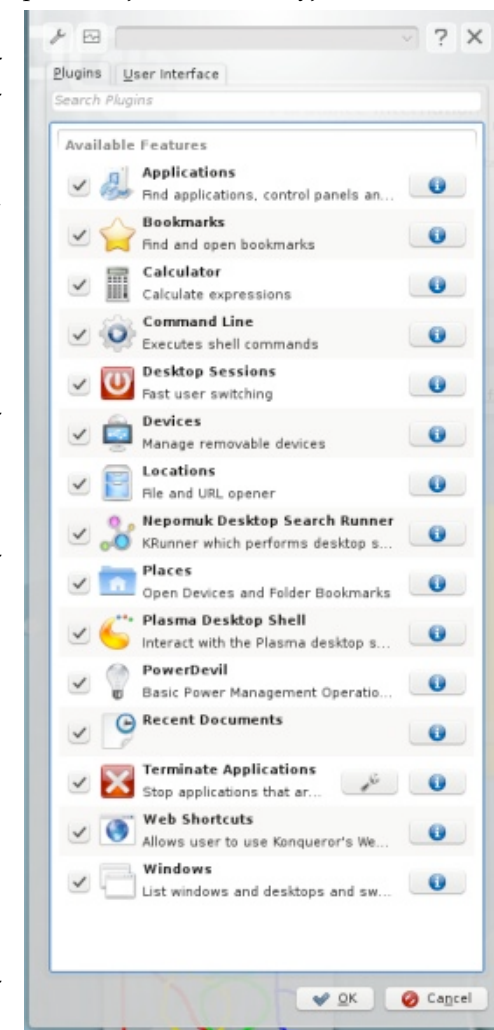 ?
Plugins User Interface
Search Plugins
Available Features
Applications
Find applications, control panels an...
Bookmarks
Find and open bookmarks
Calculator
Calculate expressions
Command Line
Executes shell commands
Desktop Sessions
Fast user switching
Devices
Manage removable devices
Locations
File and URL opener
Nepomuk Desktop Search Runner
KRunner which performs desktop s...
Places
Open Devices and Folder Bookmarks
Plasma Desktop Shell
Interact with the Plasma desktop s...
PowerDevil
Basic Power Management Operatio...
Recent Documents
Terminate Applications
Stop applications that ar...
Web Shortcuts
Allows user to use Konqueror's We...
Windows
List windows and desktops and sw...
OK Cancel